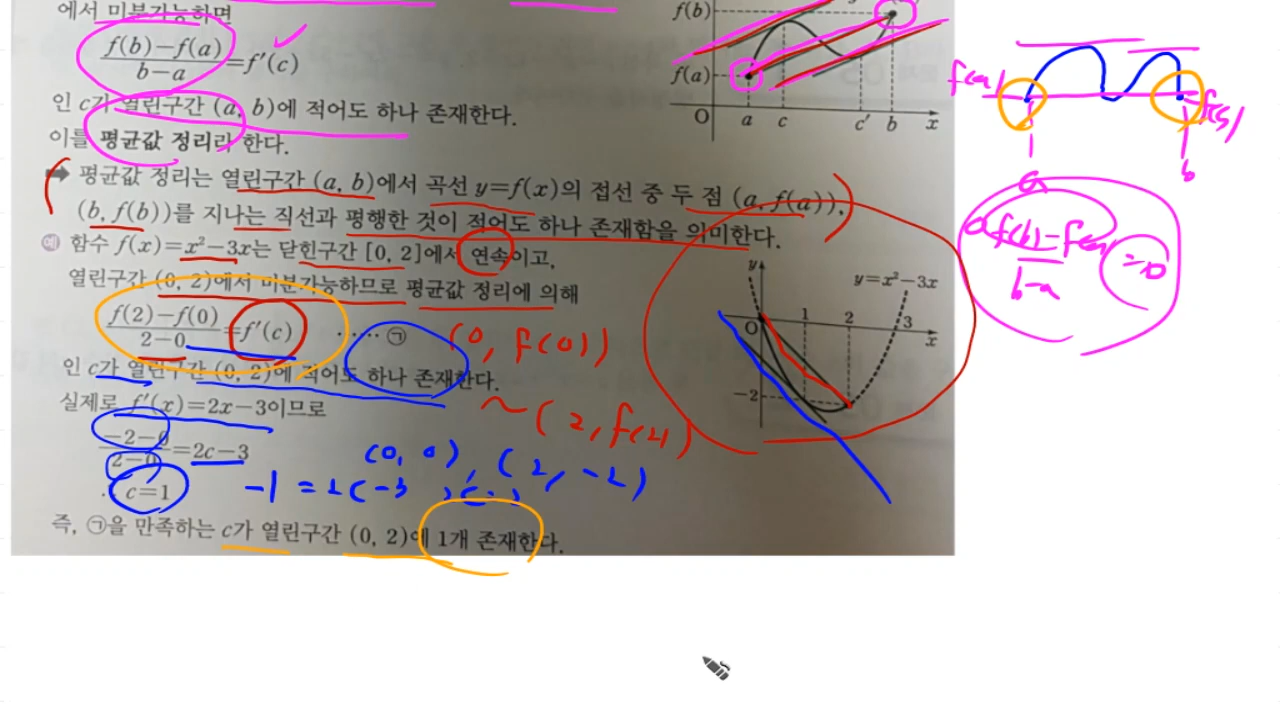 에서 미분가능하면
f(b)-f(a)
b-a
=f'(c)
인 c가 열린구간 (a, b)에 적어도 하나 존재한다.
이를 평균값 정리라 한다.
➡ 평균값 정리는 열린구간 (a, b)에서 곡선 y=f(x)의 접선 중 두 점 (a, f(a)),
(b, f(b))를 지나는 직선과 평행한 것이 적어도 하나 존재함을 의미한다.
예 함수 f(x)=x²-3x는 닫힌구간 [0, 2]에서 연속이고,
열린구간 (0, 2)에서 미분가능하므로 평균값 정리에 의해
f(2)-f(0)
2-0
=f'(c) ······ ㉠
인 c가 열린구간 (0, 2)에 적어도 하나 존재한다.
실제로 f'(x)=2x-3이므로
-2-0
2-0
=2c-3
∴ c=1
즉, ㉠을 만족하는 c가 열린구간 (0, 2)에 1개 존재한다.
f(b)
f(a)
O a c c' b x
y
y=x²-3x
O 1 2 3 x
-2
(0, f(0))
~(2, f(2))
(0, 0), (2, -2)
-1 = 2c-3
f(a)
f(b)
a
b
f(b)-f(a)
b-a
=0